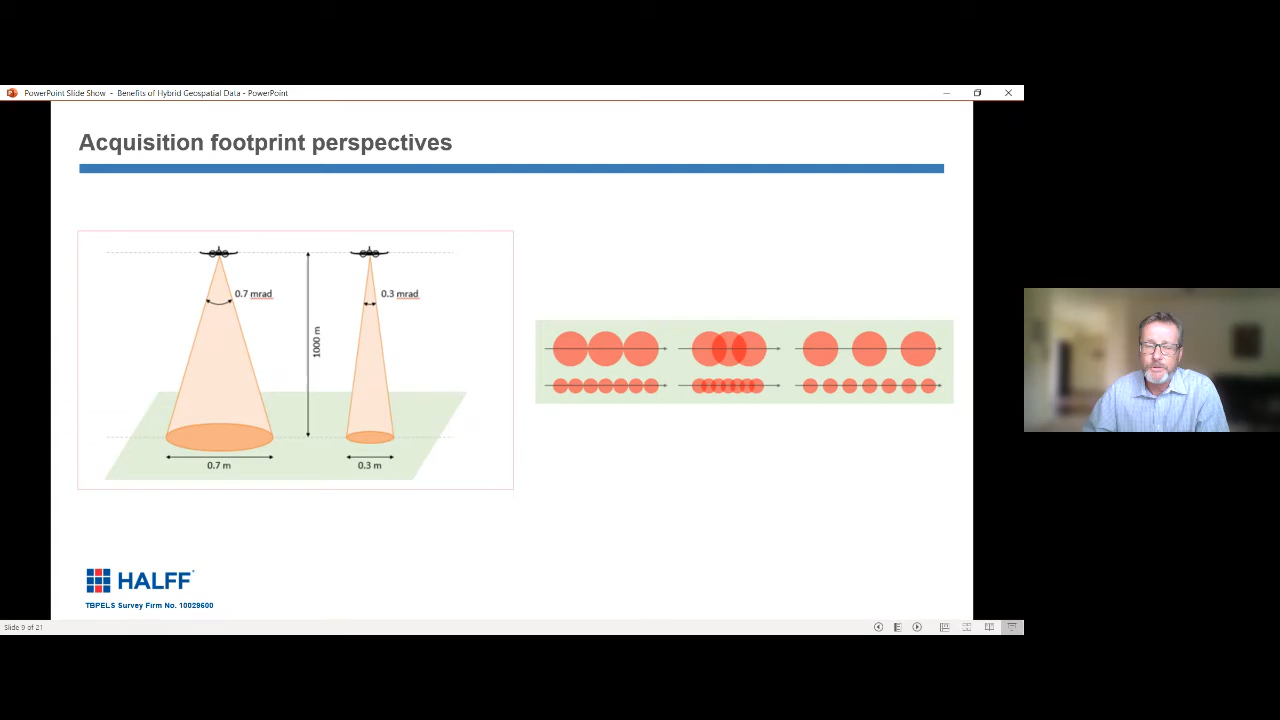 PowerPoint Slide Show - Benefits of Hybrid Geospatial Data - PowerPoint
Acquisition footprint perspectives
0.7 mrad
0.3 mrad
1000 m
0.7 m
0.3 m
HALFF
TBPELS Survey Firm No. 10029600
Slide 9 of 21